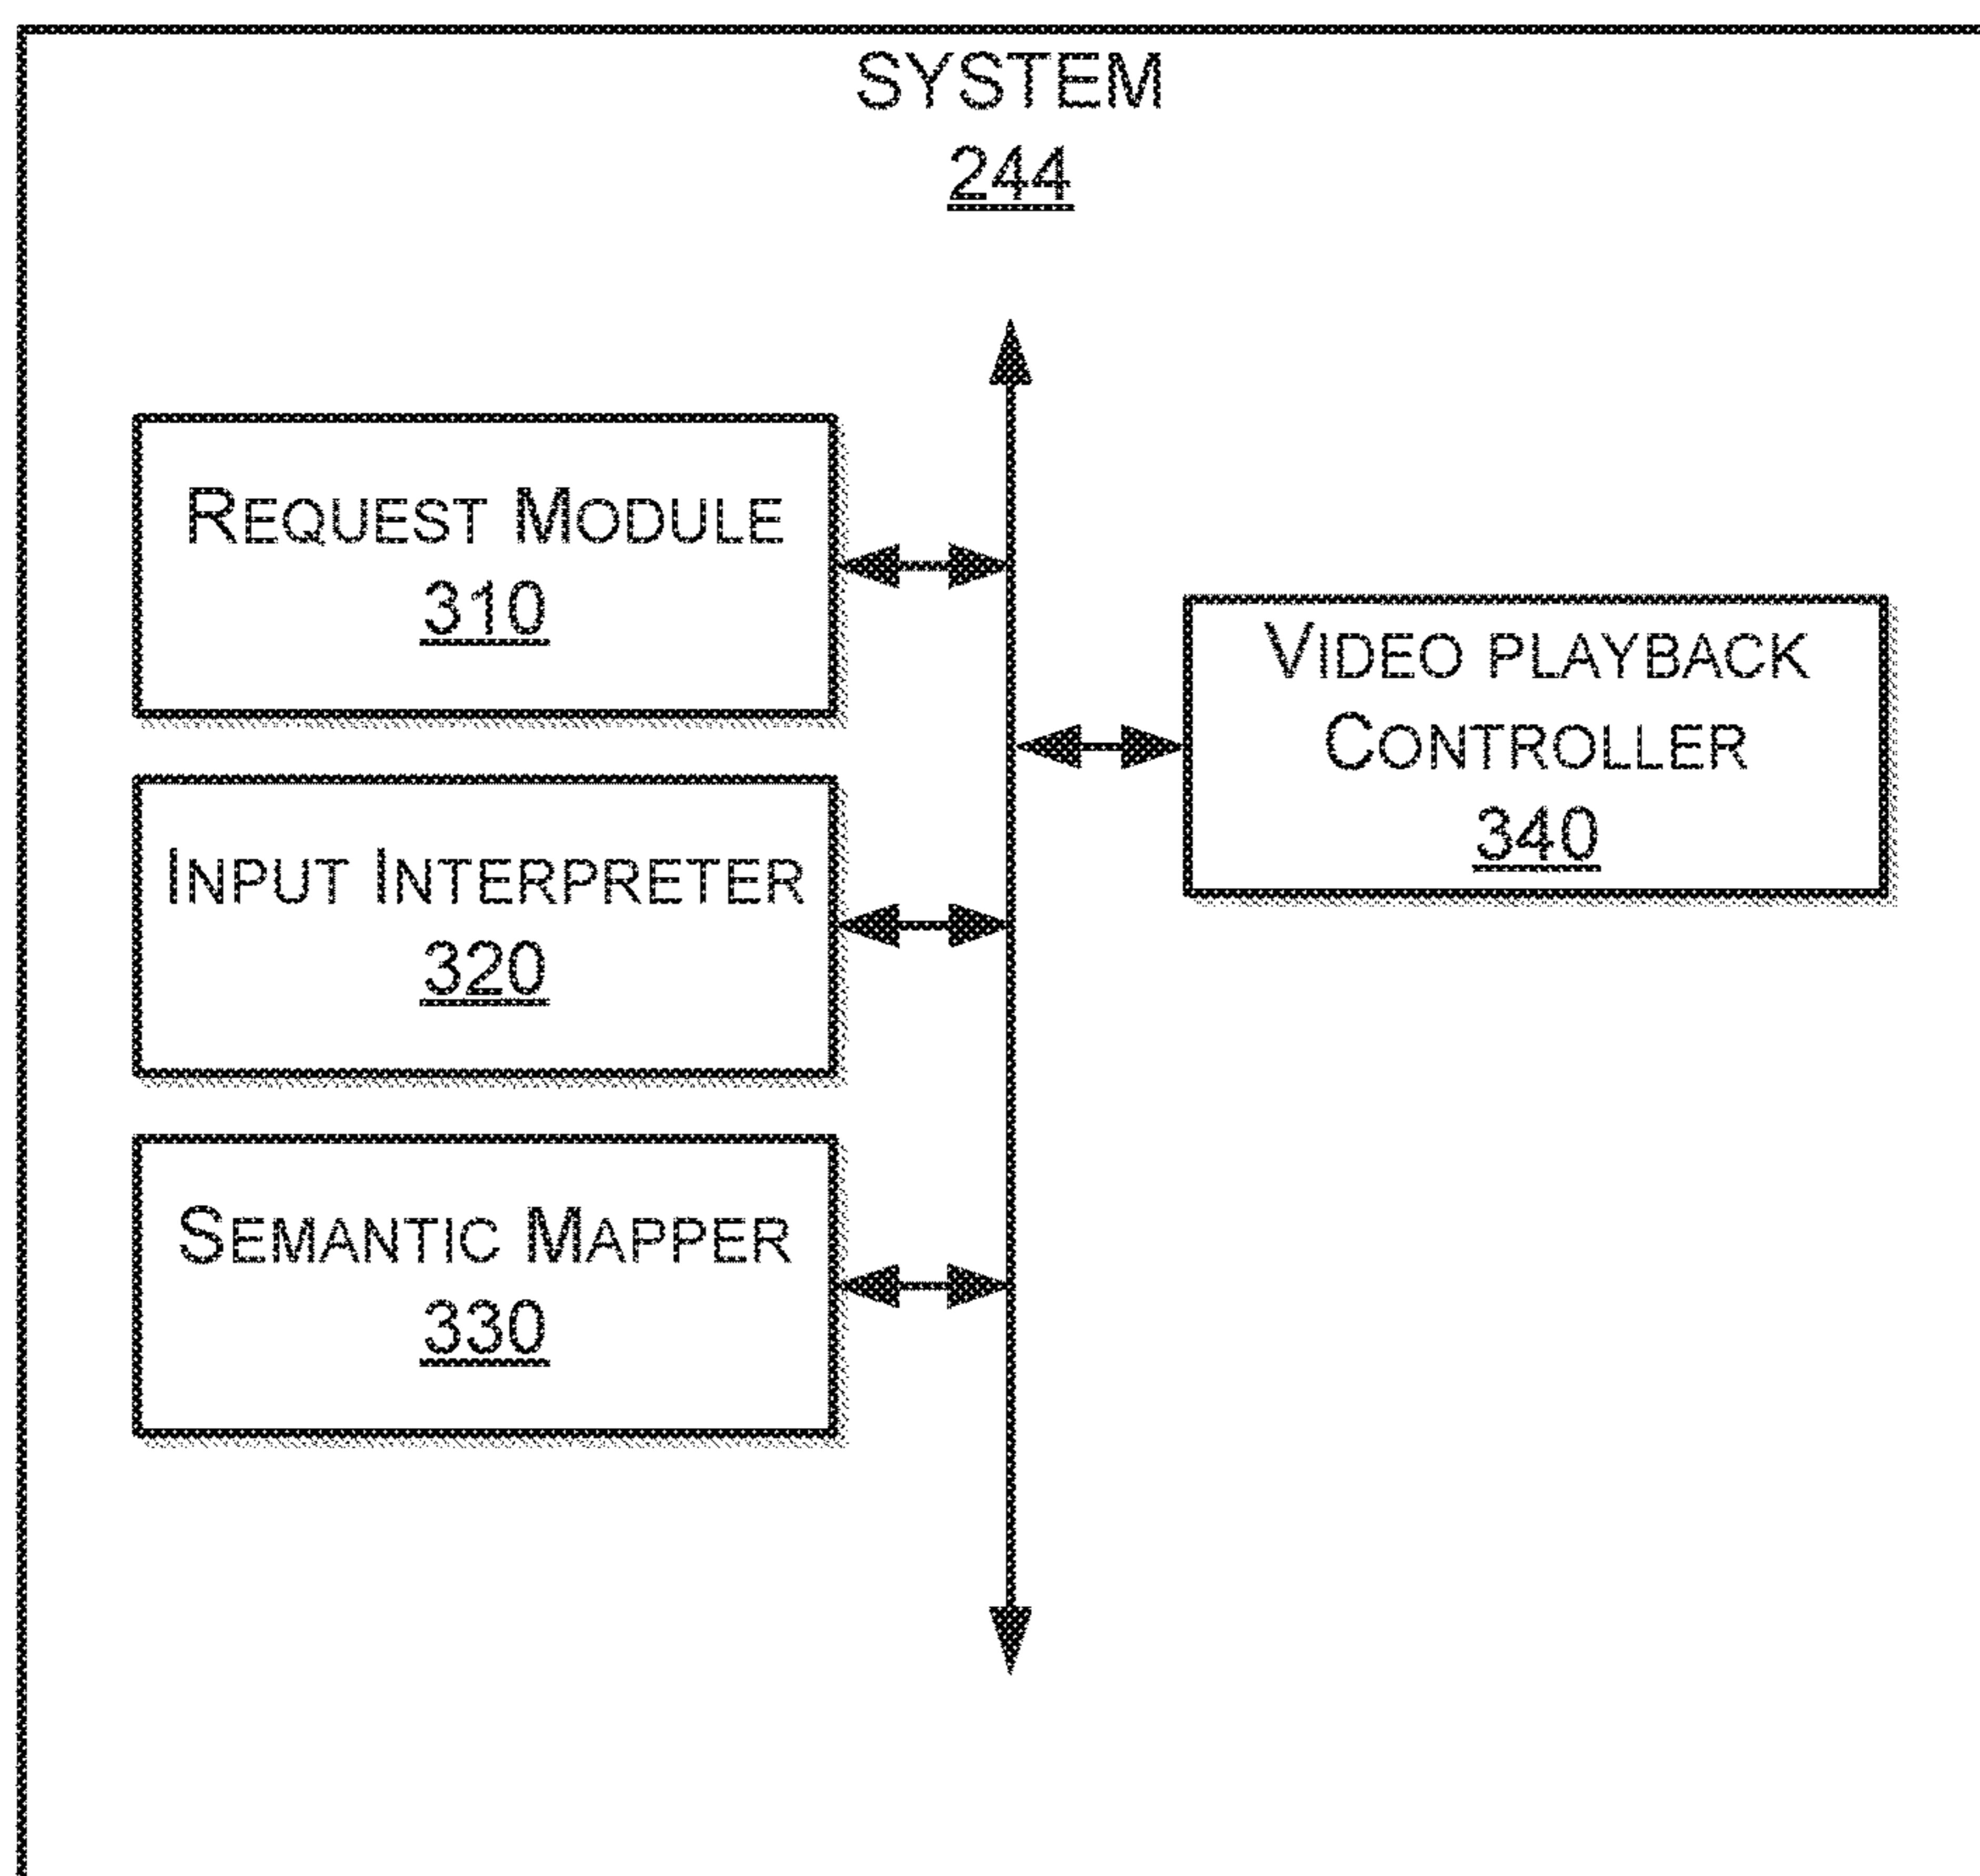 SYSTEM
244
REQUEST MODULE
310
VIDEO PLAYBACK
CONTROLLER
340
INPUT INTERPRETER
320
SEMANTIC MAPPER
330